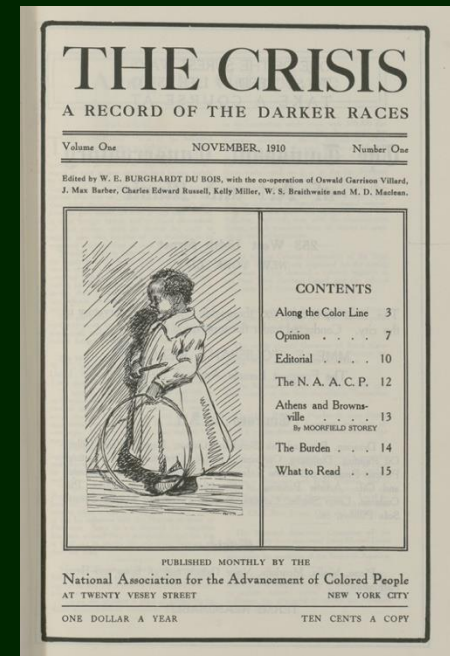 THE CRISIS
A RECORD OF THE DARKER RACES
Volume One NOVEMBER, 1910 Number One
Edited by W. E. BURGHARDT DU BOIS, with the co-operation of Oswald Garrison Villard,
J. Max Barber, Charles Edward Russell, Kelly Miller, W. S. Braithwaite and M. D. Maclean.
CONTENTS
Along the Color Line 3
Opinion . . . . 7
Editorial . . . . 10
The N. A. A. C. P. 12
Athens and Browns-
ville . . . . 13
By MOORFIELD STOREY
The Burden . . . 14
What to Read . . 15
PUBLISHED MONTHLY BY THE
National Association for the Advancement of Colored People
AT TWENTY VESEY STREET NEW YORK CITY
ONE DOLLAR A YEAR TEN CENTS A COPY